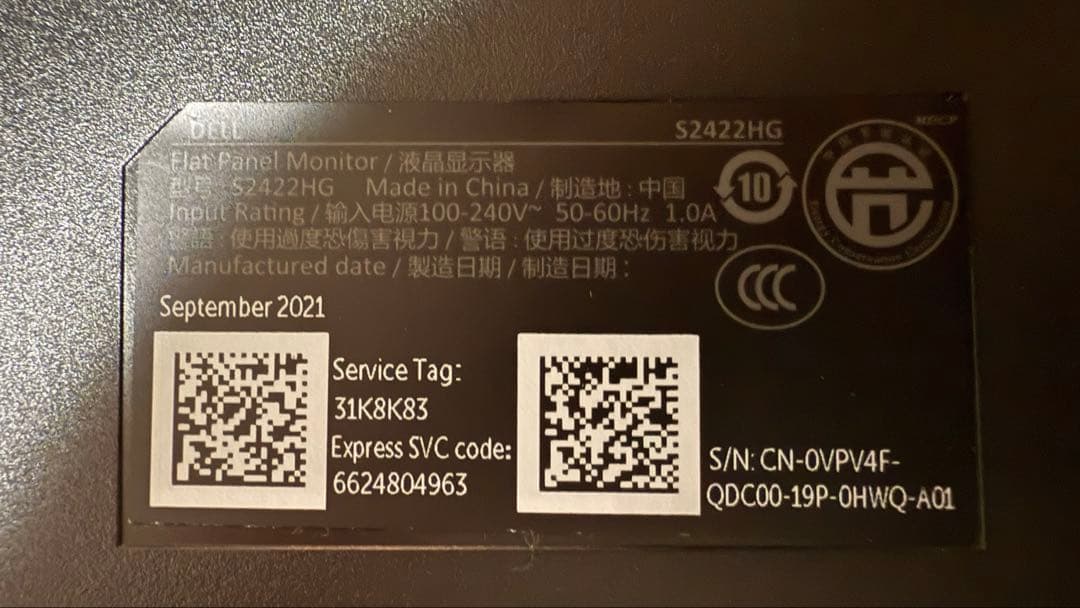 DELL
S2422HG
Flat Panel Monitor / 液晶显示器
型号: S2422HG Made in China / 制造地 : 中国
Input Rating / 输入电源100-240V~ 50-60Hz 1.0A
警語 : 使用過度恐傷害視力 / 警语 : 使用过度恐伤害视力
Manufactured date / 製造日期 / 制造日期 :
10
CCC
September 2021
Service Tag:
31K8K83
Express SVC code:
6624804963
S/N: CN-0VPV4F-
QDC00-19P-0HWQ-A01